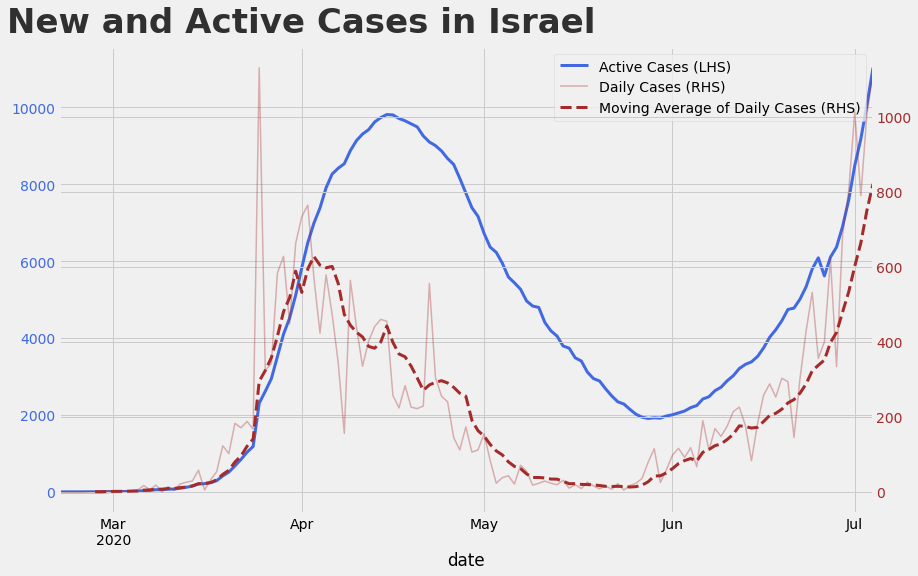 New and Active Cases in Israel
Active Cases (LHS)
Daily Cases (RHS)
Moving Average of Daily Cases (RHS)
10000
8000
6000
4000
2000
0
1000
800
600
400
200
0
Mar
2020
Apr
May
Jun
Jul
date